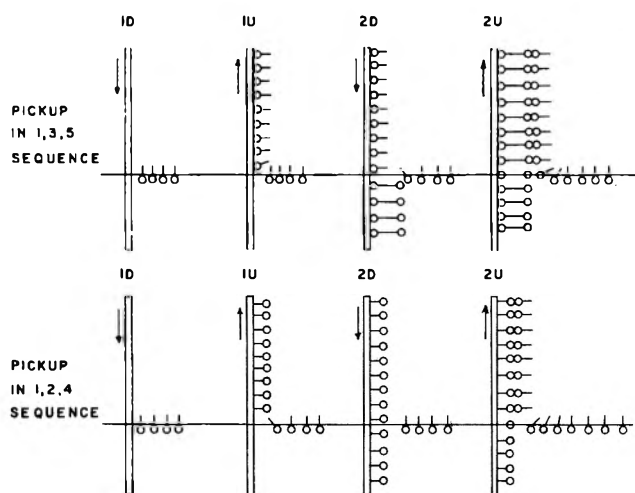 1D 1U 2D 2U
PICKUP
IN 1,3,5
SEQUENCE
1D 1U 2D 2U
PICKUP
IN 1,2,4
SEQUENCE